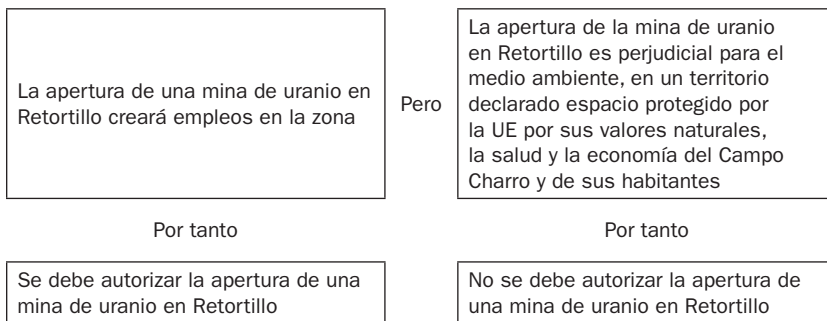 La apertura de una mina de uranio en
Retortillo creará empleos en la zona
Pero
La apertura de la mina de uranio
en Retortillo es perjudicial para el
medio ambiente, en un territorio
declarado espacio protegido por
la UE por sus valores naturales,
la salud y la economía del Campo
Charro y de sus habitantes
Por tanto
Por tanto
Se debe autorizar la apertura de una
mina de uranio en Retortillo
No se debe autorizar la apertura de
una mina de uranio en Retortillo